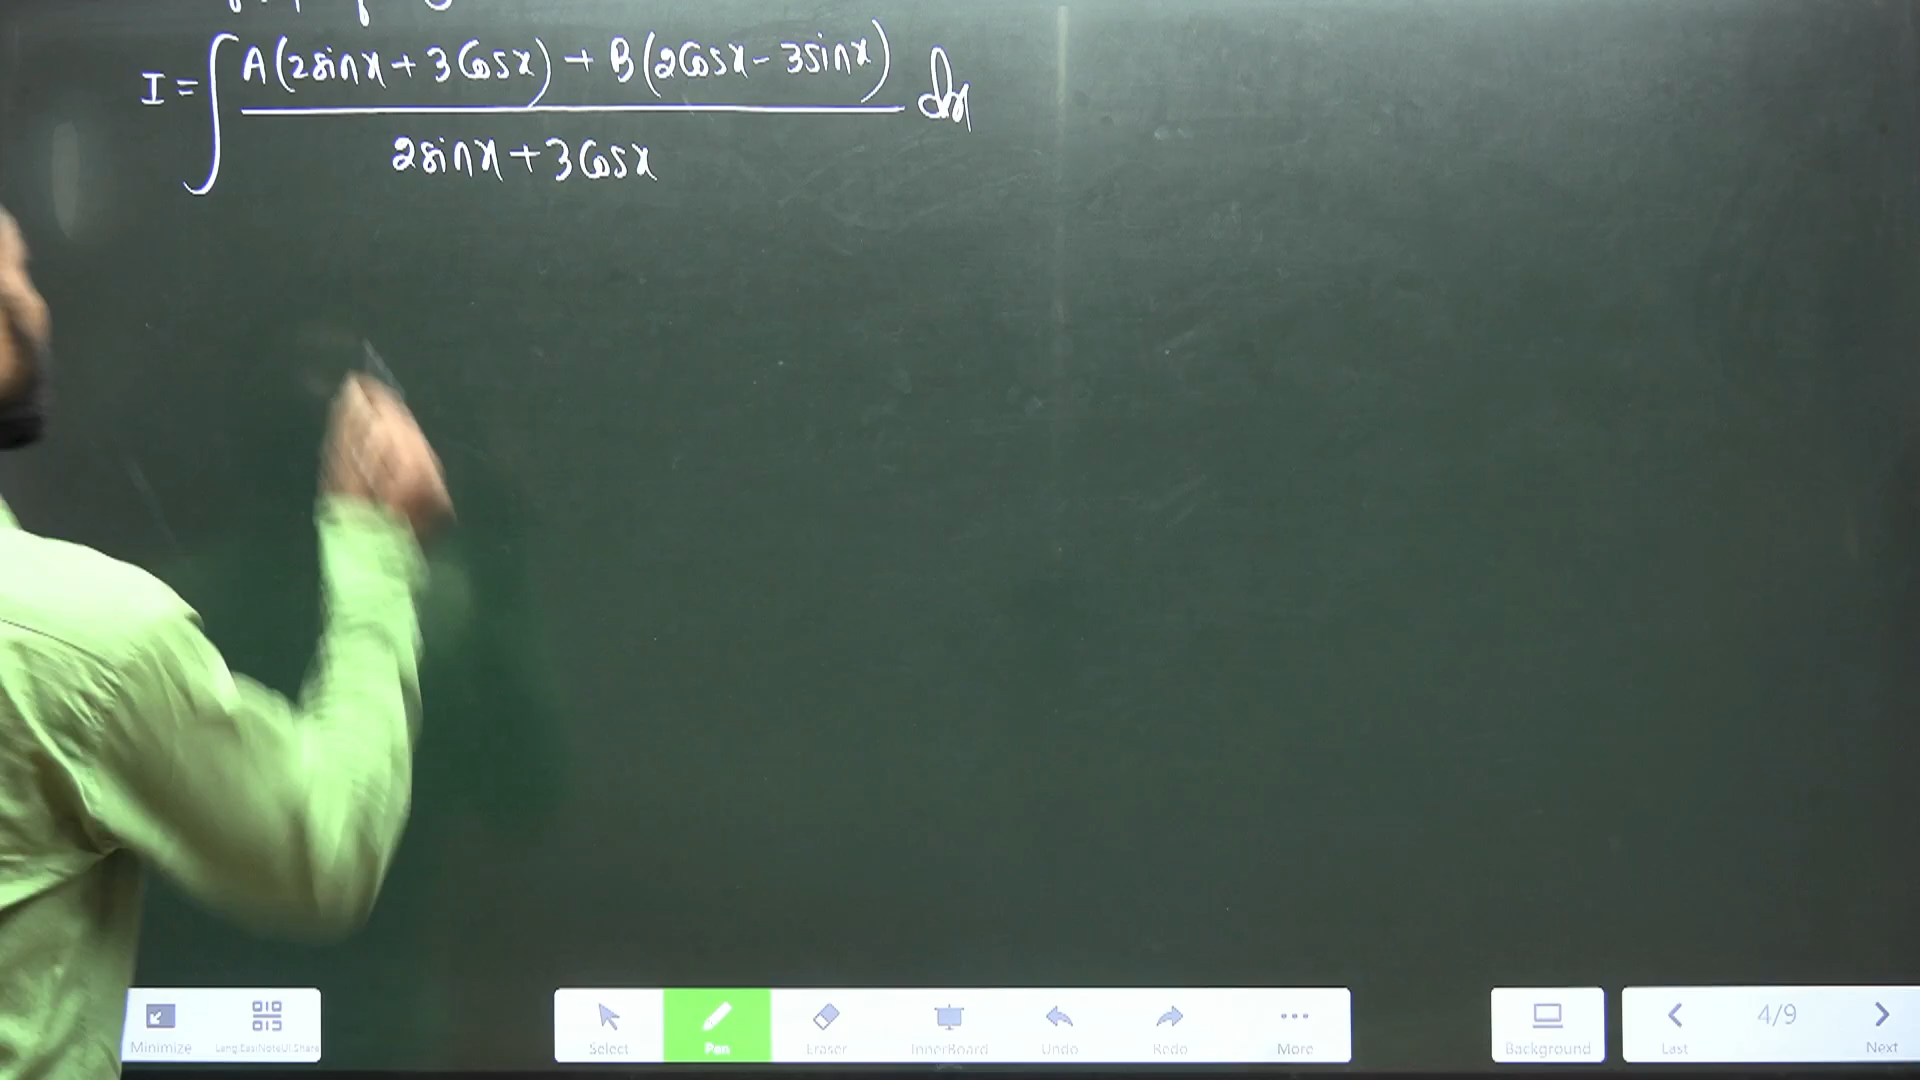 I = ∫ A(2sinx + 3Cosx) + B(2Cosx - 3sinx) dx
2sinx + 3Cosx
Minimize
Select
Pen
Eraser
InnerBoard
Undo
Redo
More
Background
Last
4/9
Next